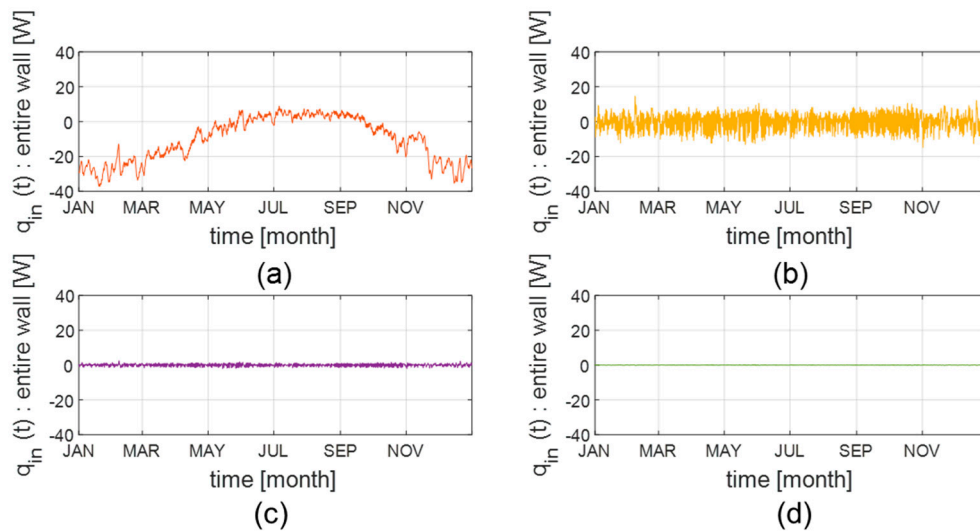 q_in (t) : entire wall [W]
40
20
0
-20
-40
JAN MAR MAY JUL SEP NOV
time [month]
(a)
q_in (t) : entire wall [W]
40
20
0
-20
-40
JAN MAR MAY JUL SEP NOV
time [month]
(b)
q_in (t) : entire wall [W]
40
20
0
-20
-40
JAN MAR MAY JUL SEP NOV
time [month]
(c)
q_in (t) : entire wall [W]
40
20
0
-20
-40
JAN MAR MAY JUL SEP NOV
time [month]
(d)